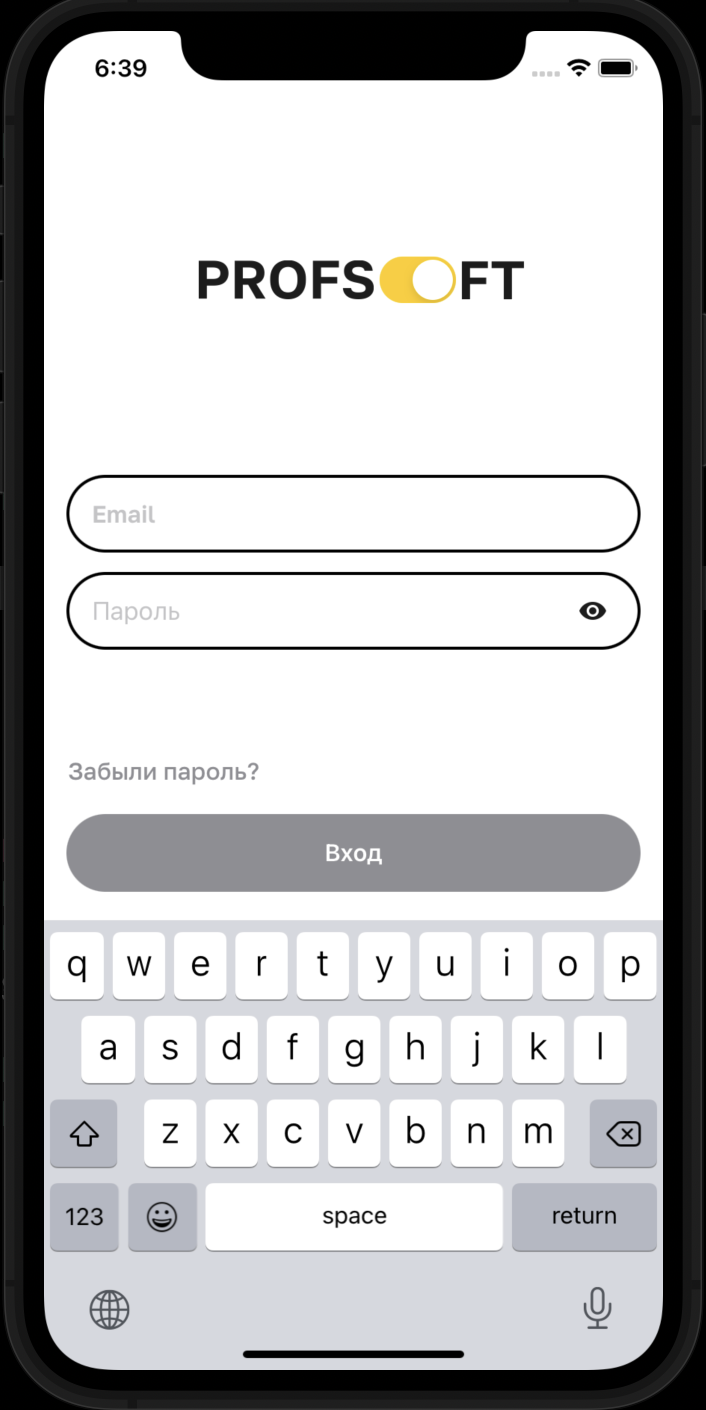 6:39
PROFSOFT
Email
Пароль
Забыли пароль?
Вход
q w e r t y u i o p
a s d f g h j k l
z x c v b n m
123 space return